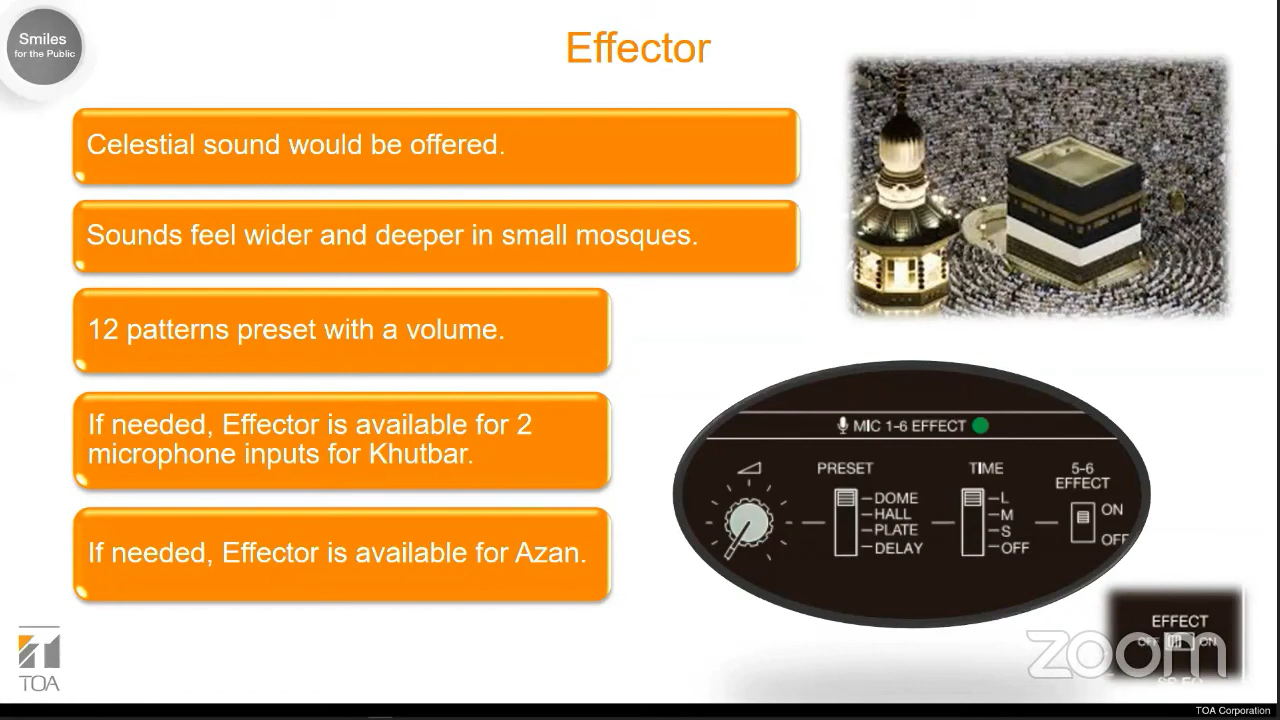 Smiles
for the Public
Effector
Celestial sound would be offered.
Sounds feel wider and deeper in small mosques.
12 patterns preset with a volume.
If needed, Effector is available for 2
microphone inputs for Khutbar.
If needed, Effector is available for Azan.
MIC 1-6 EFFECT
PRESET
DOME
HALL
PLATE
DELAY
TIME
L
M
S
OFF
5-6
EFFECT
ON
OFF
EFFECT
OFF ON
zoom
TOA
TOA Corporation